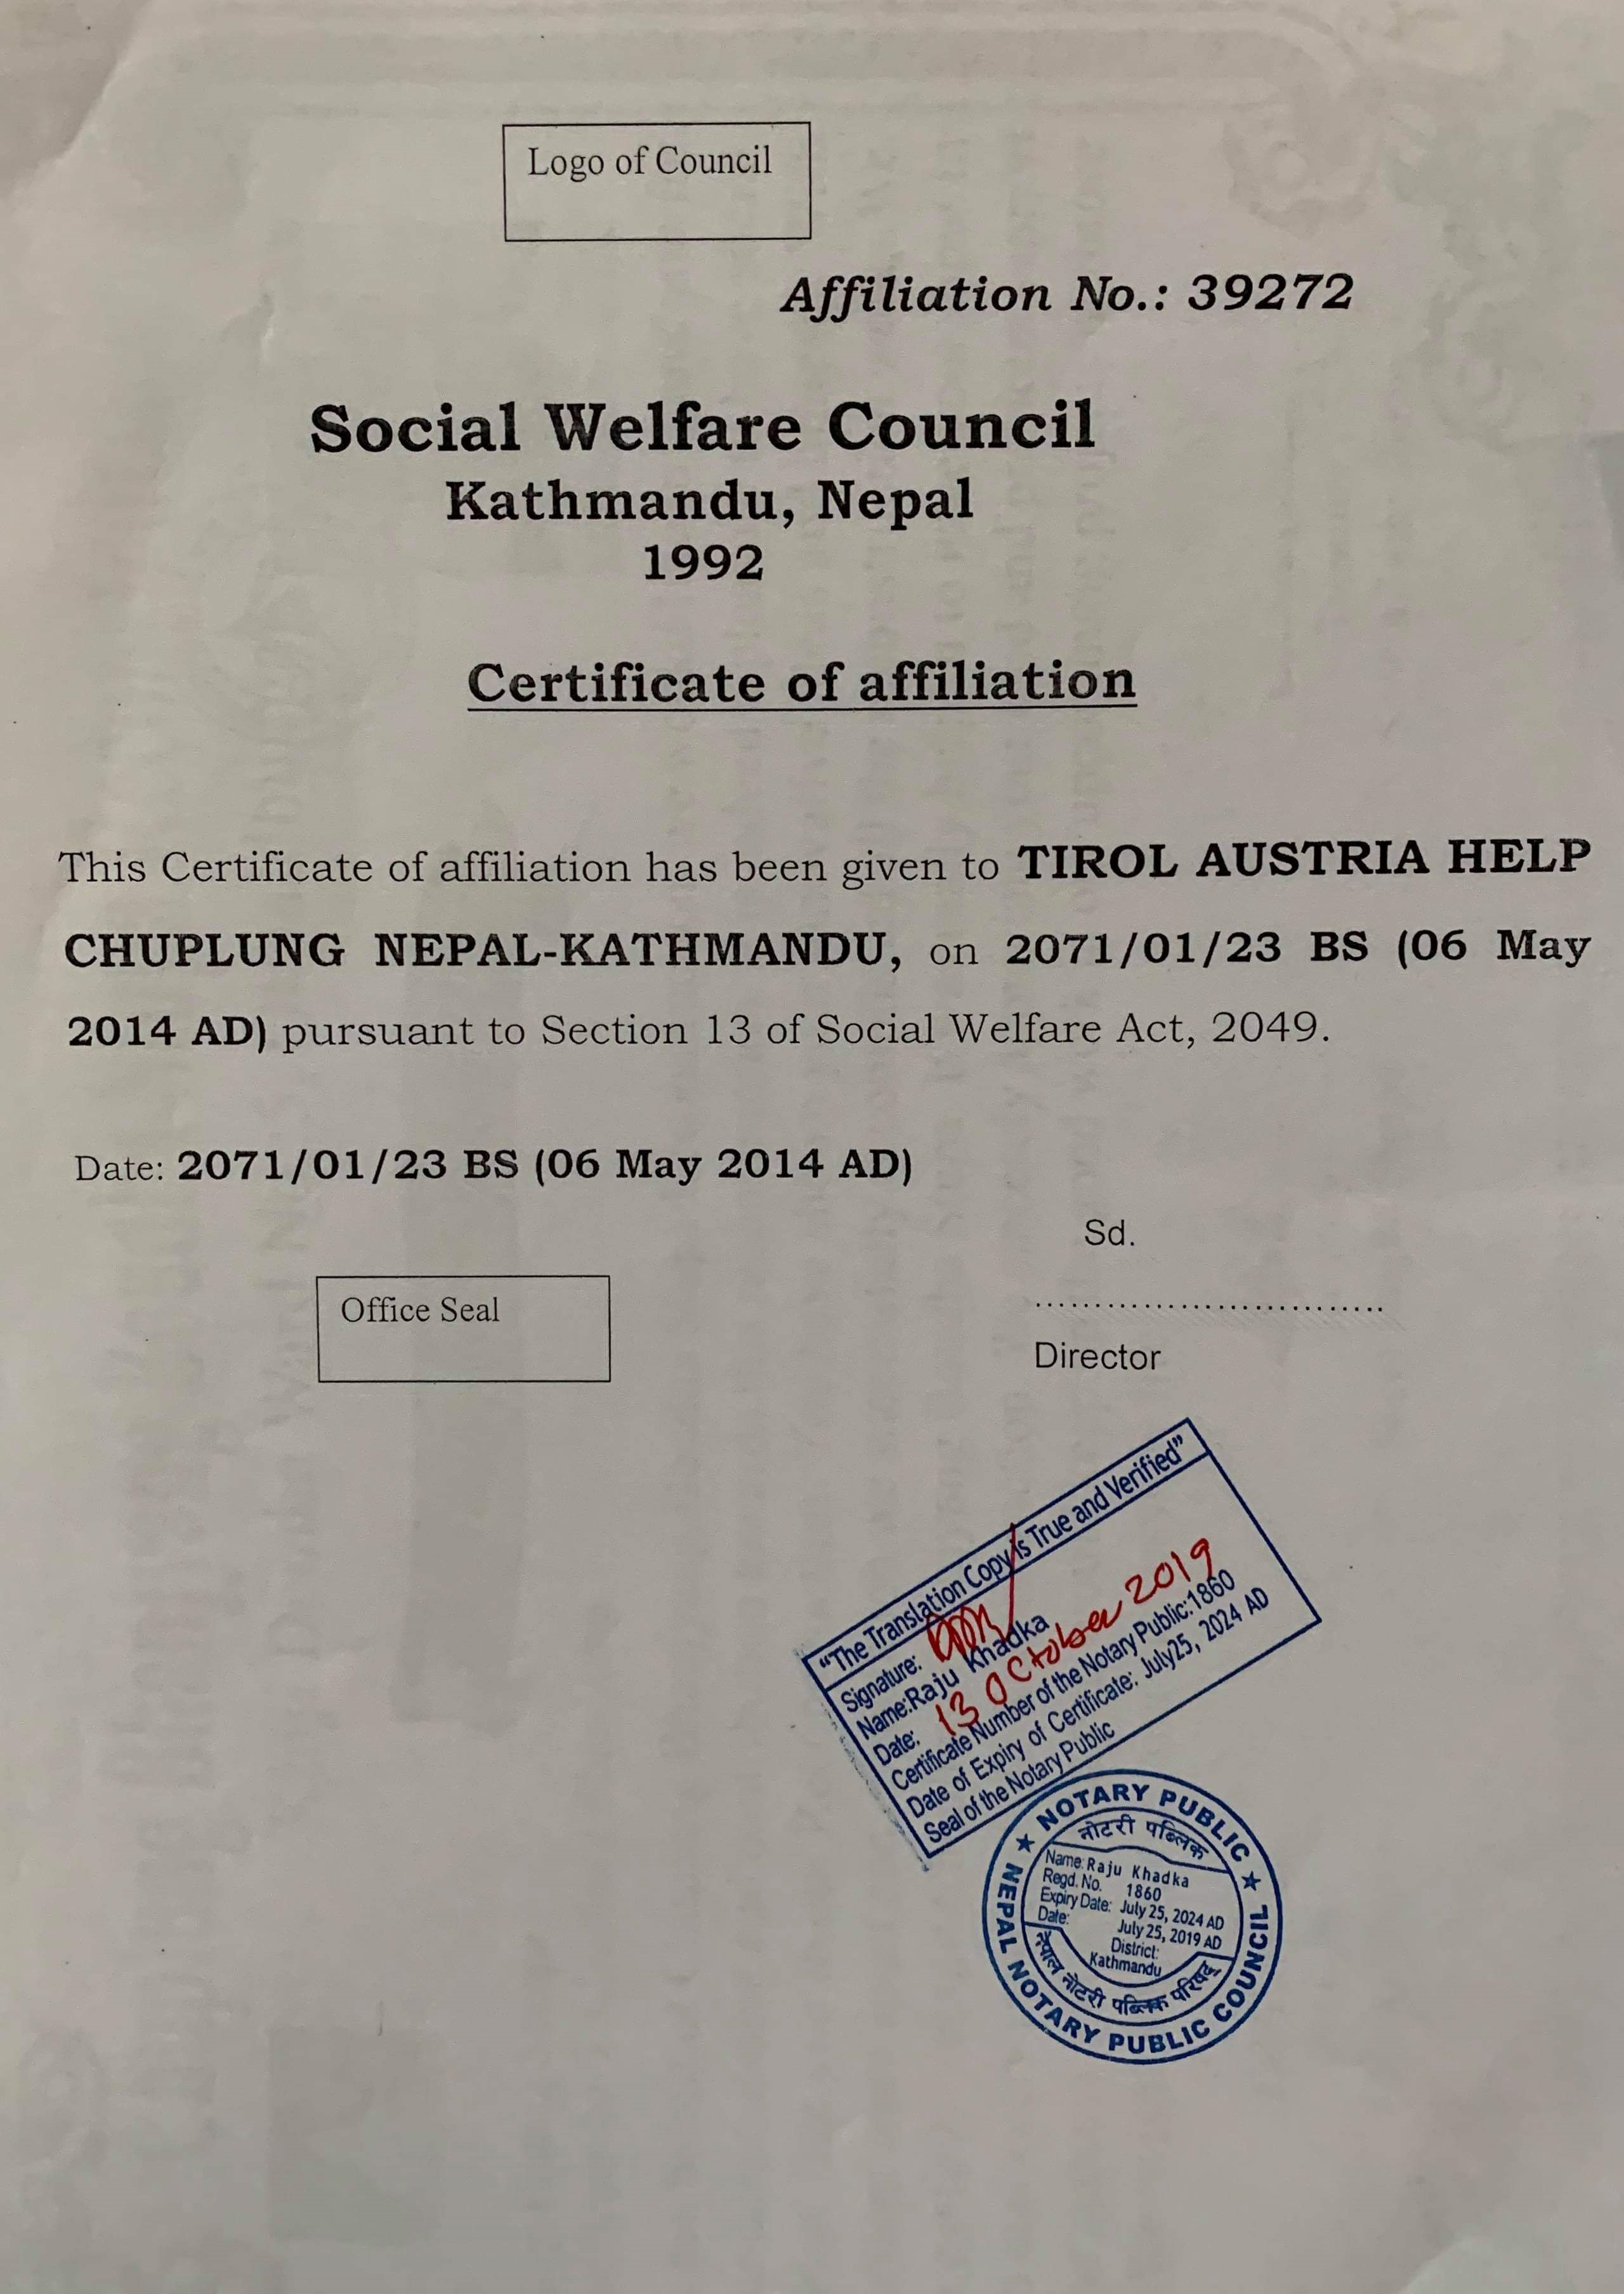 Logo of Council
Affiliation No.: 39272
Social Welfare Council
Kathmandu, Nepal
1992
Certificate of affiliation
This Certificate of affiliation has been given to TIROL AUSTRIA HELP
CHUPLUNG NEPAL-KATHMANDU, on 2071/01/23 BS (06 May
2014 AD) pursuant to Section 13 of Social Welfare Act, 2049.
Date: 2071/01/23 BS (06 May 2014 AD)
Sd.
..............................
Office Seal
Director
"The Translation Copy is True and Verified"
Signature:
Name:Raju Khadka
Date: 13 October 2019
Certificate Number of the Notary Public:1860
Date of Expiry of Certificate: July25, 2024 AD
Seal of the Notary Public
★ NOTARY PUBLIC ★
नोटरी पब्लिक
Name: Raju Khadka
Regd. No. 1860
Expiry Date: July 25, 2024 AD
Date: July 25, 2019 AD
District:
Kathmandu
नेपाल नोटरी पब्लिक परिषद्
NEPAL NOTARY PUBLIC COUNCIL